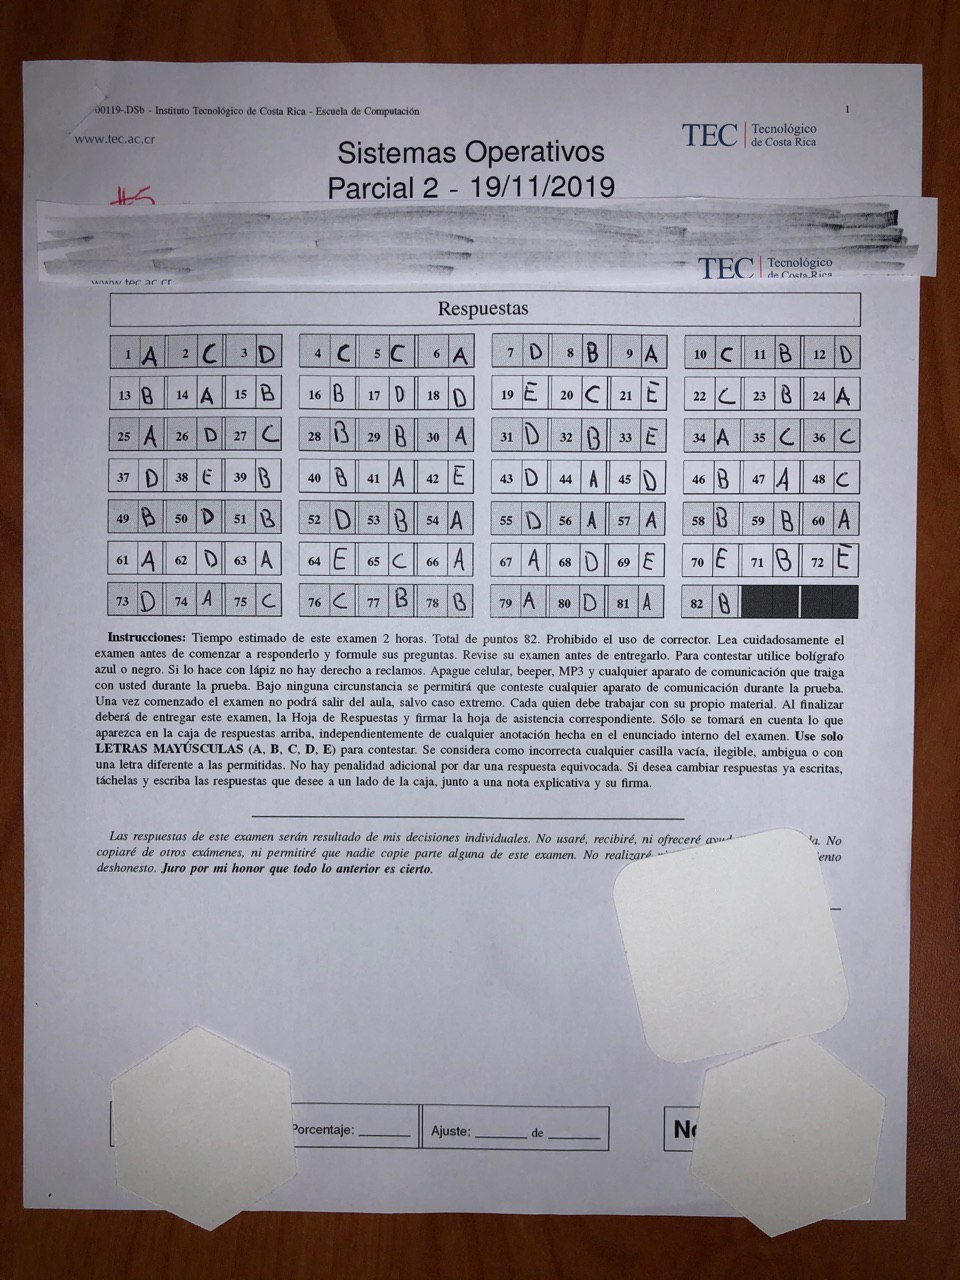 00119-.DSb - Instituto Tecnológico de Costa Rica - Escuela de Computación 1
www.tec.ac.cr
TEC Tecnológico de Costa Rica
Sistemas Operativos
Parcial 2 - 19/11/2019
#5
TEC Tecnológico
de Costa Rica
www.tec.ac.cr
Respuestas
1 A 2 C 3 D 4 C 5 C 6 A 7 D 8 B 9 A 10 C 11 B 12 D
13 B 14 A 15 B 16 B 17 D 18 D 19 E 20 C 21 E 22 C 23 B 24 A
25 A 26 D 27 C 28 B 29 B 30 A 31 D 32 B 33 E 34 A 35 C 36 C
37 D 38 E 39 B 40 B 41 A 42 E 43 D 44 A 45 D 46 B 47 A 48 C
49 B 50 D 51 B 52 D 53 B 54 A 55 D 56 A 57 A 58 B 59 B 60 A
61 A 62 D 63 A 64 E 65 C 66 A 67 A 68 D 69 E 70 E 71 B 72 E
73 D 74 A 75 C 76 C 77 B 78 B 79 A 80 D 81 A 82 B
Instrucciones: Tiempo estimado de este examen 2 horas. Total de puntos 82. Prohibido el uso de corrector. Lea cuidadosamente el
examen antes de comenzar a responderlo y formule sus preguntas. Revise su examen antes de entregarlo. Para contestar utilice bolígrafo
azul o negro. Si lo hace con lápiz no hay derecho a reclamos. Apague celular, beeper, MP3 y cualquier aparato de comunicación que traiga
con usted durante la prueba. Bajo ninguna circunstancia se permitirá que conteste cualquier aparato de comunicación durante la prueba.
Una vez comenzado el examen no podrá salir del aula, salvo caso extremo. Cada quien debe trabajar con su propio material. Al finalizar
deberá de entregar este examen, la Hoja de Respuestas y firmar la hoja de asistencia correspondiente. Sólo se tomará en cuenta lo que
aparezca en la caja de respuestas arriba, independientemente de cualquier anotación hecha en el enunciado interno del examen. Use solo
LETRAS MAYÚSCULAS (A, B, C, D, E) para contestar. Se considera como incorrecta cualquier casilla vacía, ilegible, ambigua o con
una letra diferente a las permitidas. No hay penalidad adicional por dar una respuesta equivocada. Si desea cambiar respuestas ya escritas,
táchelas y escriba las respuestas que desee a un lado de la caja, junto a una nota explicativa y su firma.
Las respuestas de este examen serán resultado de mis decisiones individuales. No usaré, recibiré, ni ofreceré No
copiaré de otros exámenes, ni permitiré que nadie copie parte alguna de este examen. No realizaré
deshonesto. Juro por mi honor que todo lo anterior es cierto.
Porcentaje: Ajuste: de